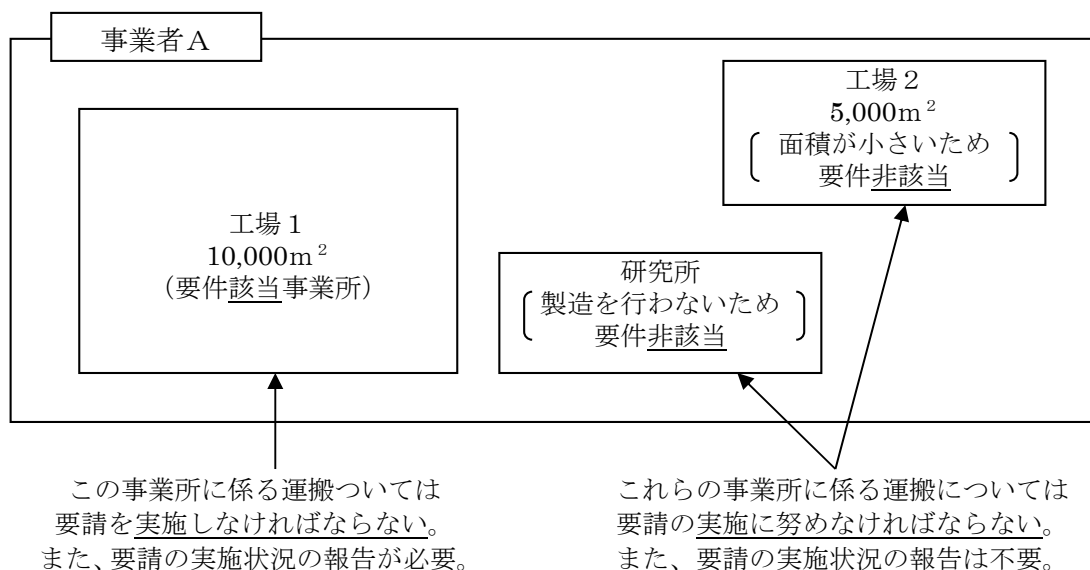 事業者A
工場1
10,000m²
(要件該当事業所)
工場2
5,000m²
面積が小さいため
要件非該当
研究所
製造を行わないため
要件非該当
この事業所に係る運搬ついては
要請を実施しなければならない。
また、要請の実施状況の報告が必要。
これらの事業所に係る運搬については
要請の実施に努めなければならない。
また、要請の実施状況の報告は不要。